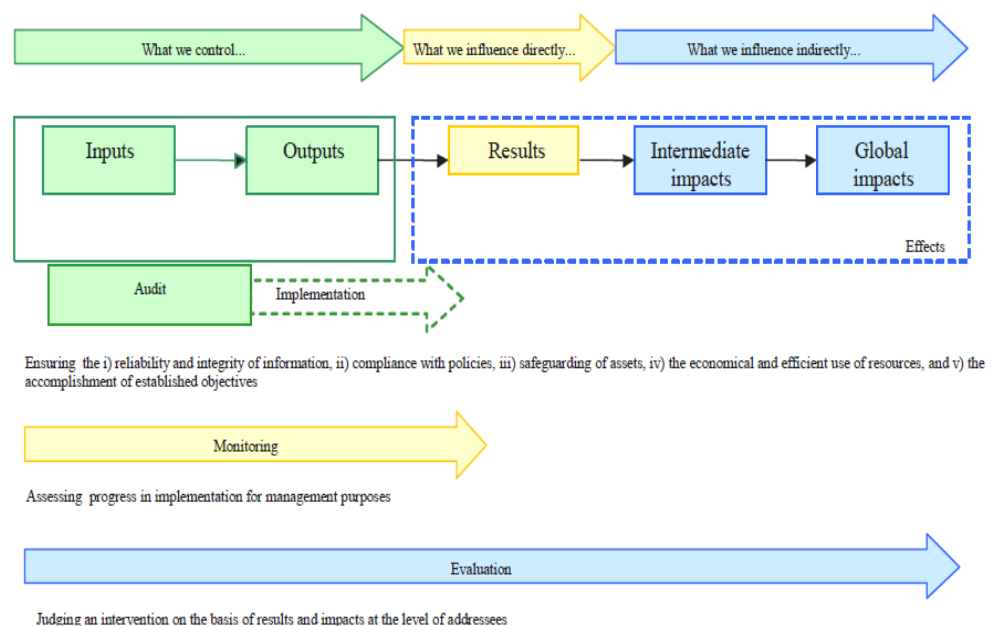 What we control...
What we influence directly...
What we influence indirectly...
Inputs
Outputs
Results
Intermediate
impacts
Global
impacts
Effects
Audit
Implementation
Ensuring the i) reliability and integrity of information, ii) compliance with policies, iii) safeguarding of assets, iv) the economical and efficient use of resources, and v) the
accomplishment of established objectives
Monitoring
Assessing progress in implementation for management purposes
Evaluation
Judging an intervention on the basis of results and impacts at the level of addressees